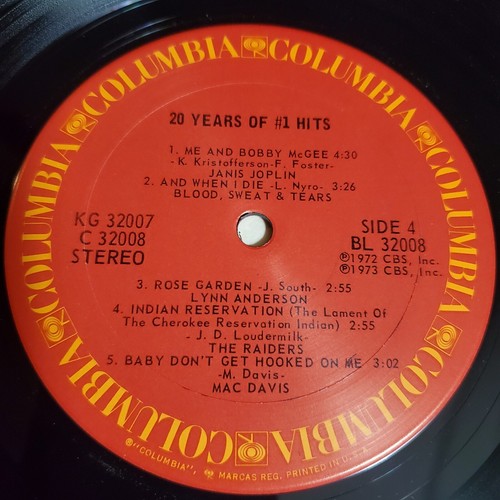 COLUMBIA COLUMBIA COLUMBIA COLUMBIA COLUMBIA COLUMBIA
20 YEARS OF #1 HITS
1. ME AND BOBBY McGEE 4:30
-K. Kristofferson-F. Foster-
JANIS JOPLIN
2. AND WHEN I DIE -L. Nyro- 3:26
BLOOD, SWEAT & TEARS
KG 32007
C 32008
STEREO
SIDE 4
BL 32008
℗1972 CBS, Inc.
℗1973 CBS, Inc.
3. ROSE GARDEN -J. South- 2:55
LYNN ANDERSON
4. INDIAN RESERVATION (The Lament Of
The Cherokee Reservation Indian) 2:55
-J. D. Loudermilk-
THE RAIDERS
5. BABY DON'T GET HOOKED ON ME 3:02
-M. Davis-
MAC DAVIS
®"COLUMBIA", MARCAS REG. PRINTED IN U.S.A.